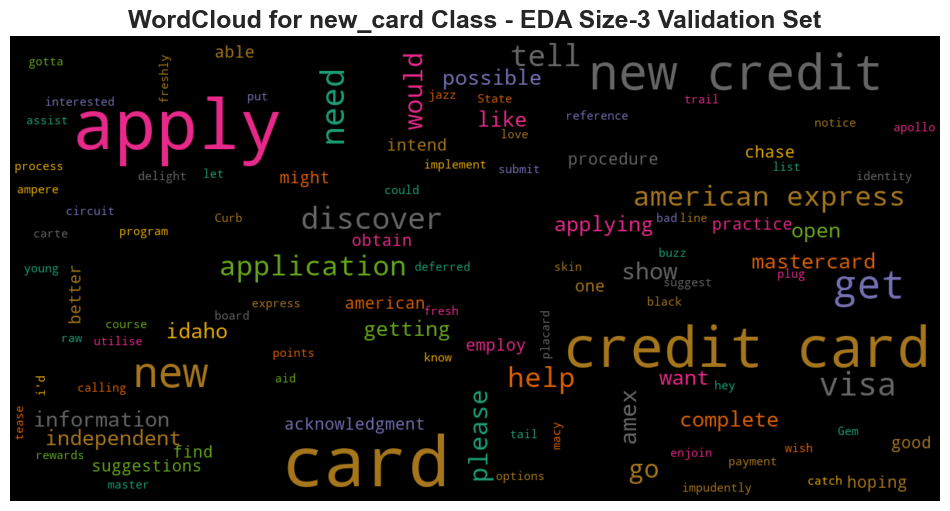 WordCloud for new_card Class - EDA Size-3 Validation Set
gotta
freshly
able
tell
new credit
interested
put
need
would
possible
jazz
State
trail
assist
apply
like
love
reference
notice
apollo
intend
process
delight
let
might
implement
submit
procedure
chase
list
identity
ampere
could
american express
circuit
Curb
discover
applying
bad
line
practice
open
carte
program
obtain
young
application
deferred
buzz
mastercard
skin
show
suggest
plug
get
better
one
express
american
fresh
black
board
course
idaho
getting
placard
raw
utilise
know
employ
credit card
points
new
aid
help
want
hey
visa
i'd
calling
tease
information
acknowledgment
please
amex
complete
independent
tail
macy
Gem
good
rewards
find
card
enjoin
wish
suggestions
go
payment
master
options
impudently
catch
hoping